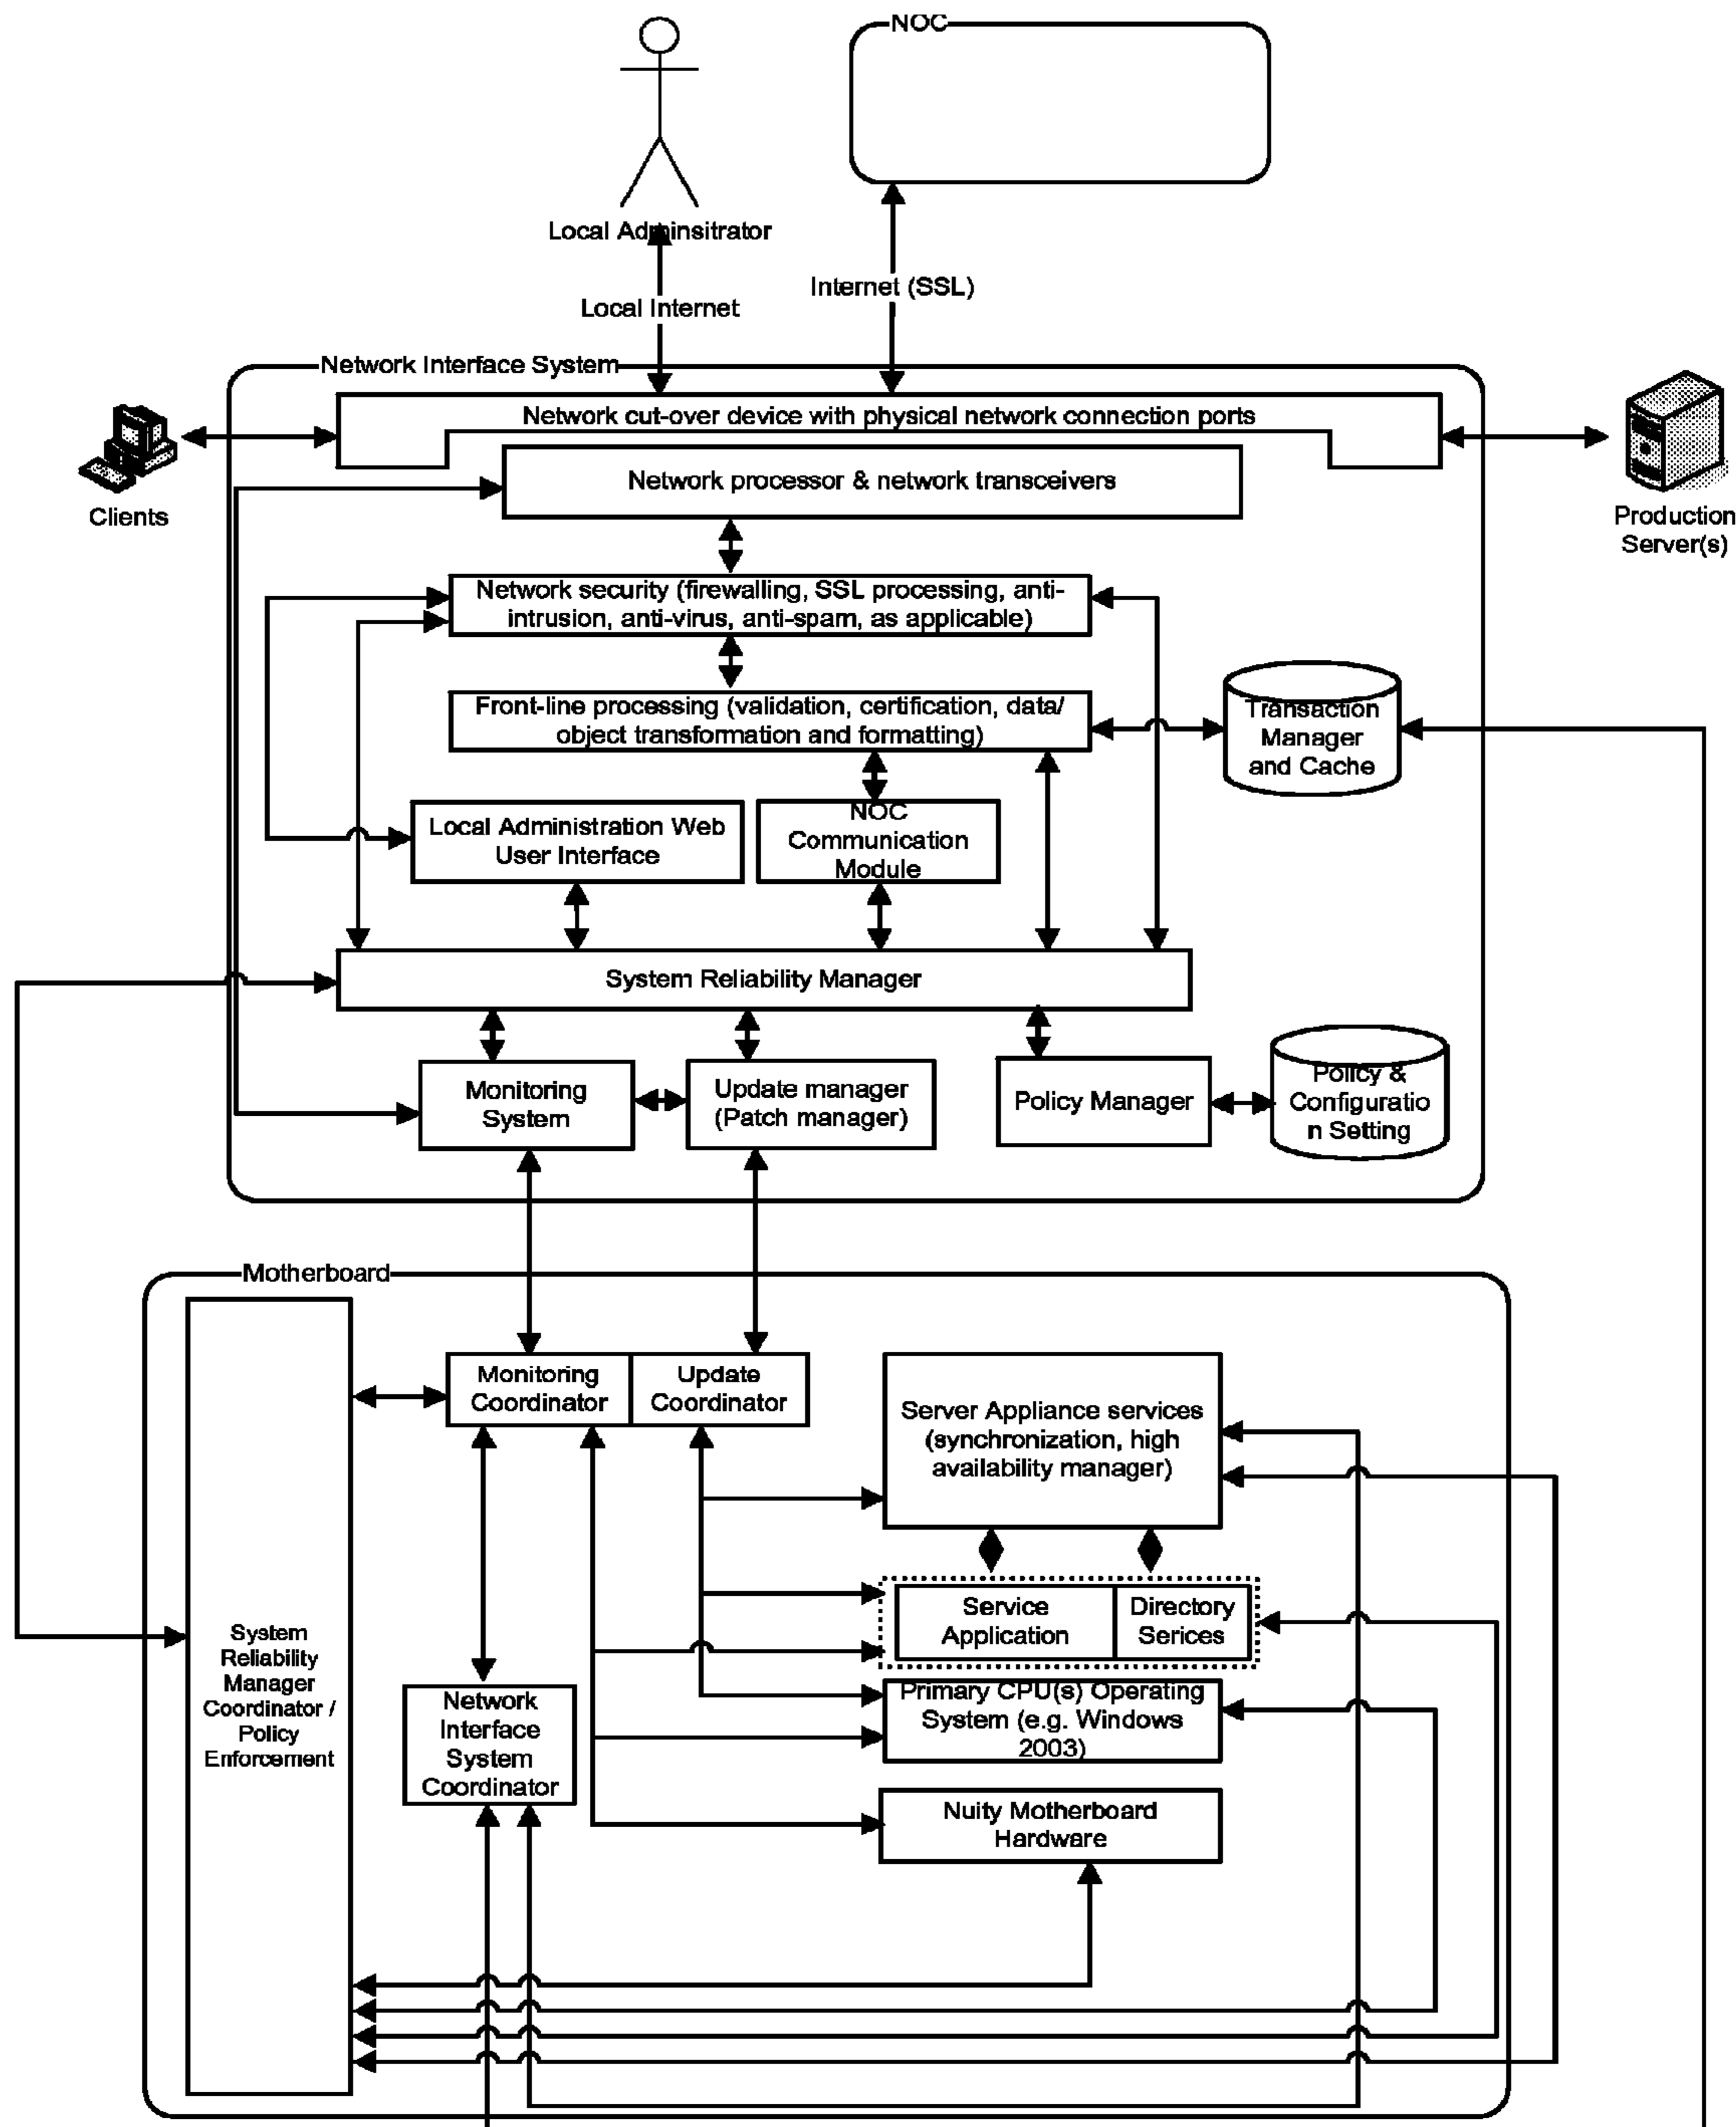 NOC
Local Adminsitrator
Local Internet
Internet (SSL)
Network Interface System
Network cut-over device with physical network connection ports
Network processor & network transceivers
Clients
Production
Server(s)
Network security (firewalling, SSL processing, anti-
intrusion, anti-virus, anti-spam, as applicable)
Front-line processing (validation, certification, data/
object transformation and formatting)
Transaction
Manager
and Cache
Local Administration Web
User Interface
NOC
Communication
Module
System Reliability Manager
Monitoring
System
Update manager
(Patch manager)
Policy Manager
Policy &
Configuratio
n Setting
Motherboard
Monitoring
Coordinator
Update
Coordinator
Server Appliance services
(synchronization, high
availability manager)
Service
Application
Directory
Serices
System
Reliability
Manager
Coordinator /
Policy
Enforcement
Network
Interface
System
Coordinator
Primary CPU(s) Operating
System (e.g. Windows
2003)
Nuity Motherboard
Hardware